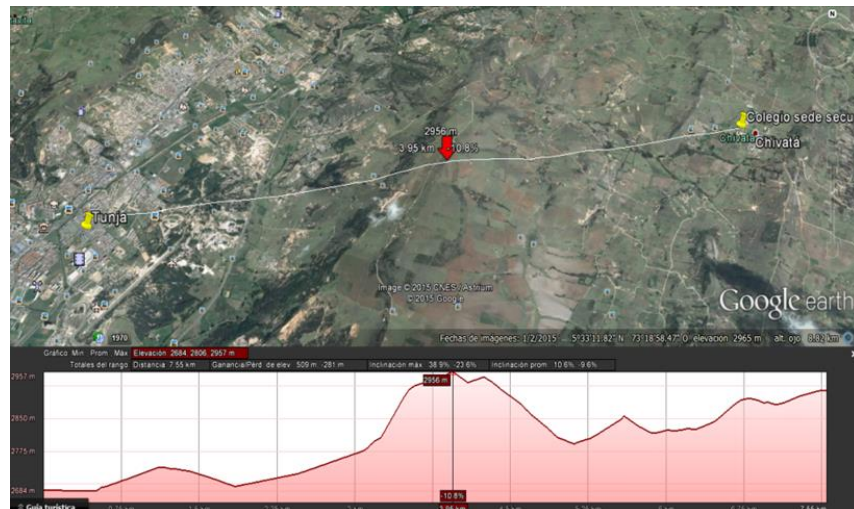 N
Colegio sede secu
2956 m
Chivatá
Chivatá
3.95 km -10.8%
Tunja
Image © 2015 CNES / Astrium
© 2015 Google
Google earth
1970
Fechas de imágenes: 1/2/2015 5°33'11.82" N 73°18'58.47" O elevación 2965 m alt. ojo 8.82 km
Gráfico Mín Prom Máx Elevación 2684, 2806, 2957 m
Totales del rango Distancia 7.55 km Ganancia/Pérd de elev 509 m -281 m Inclinación máx 38.9% -23.6% Inclinación prom 10.6% -9.6%
2957 m
2956 m
2850 m
2775 m
2684 m
-10.8%
Guía turística